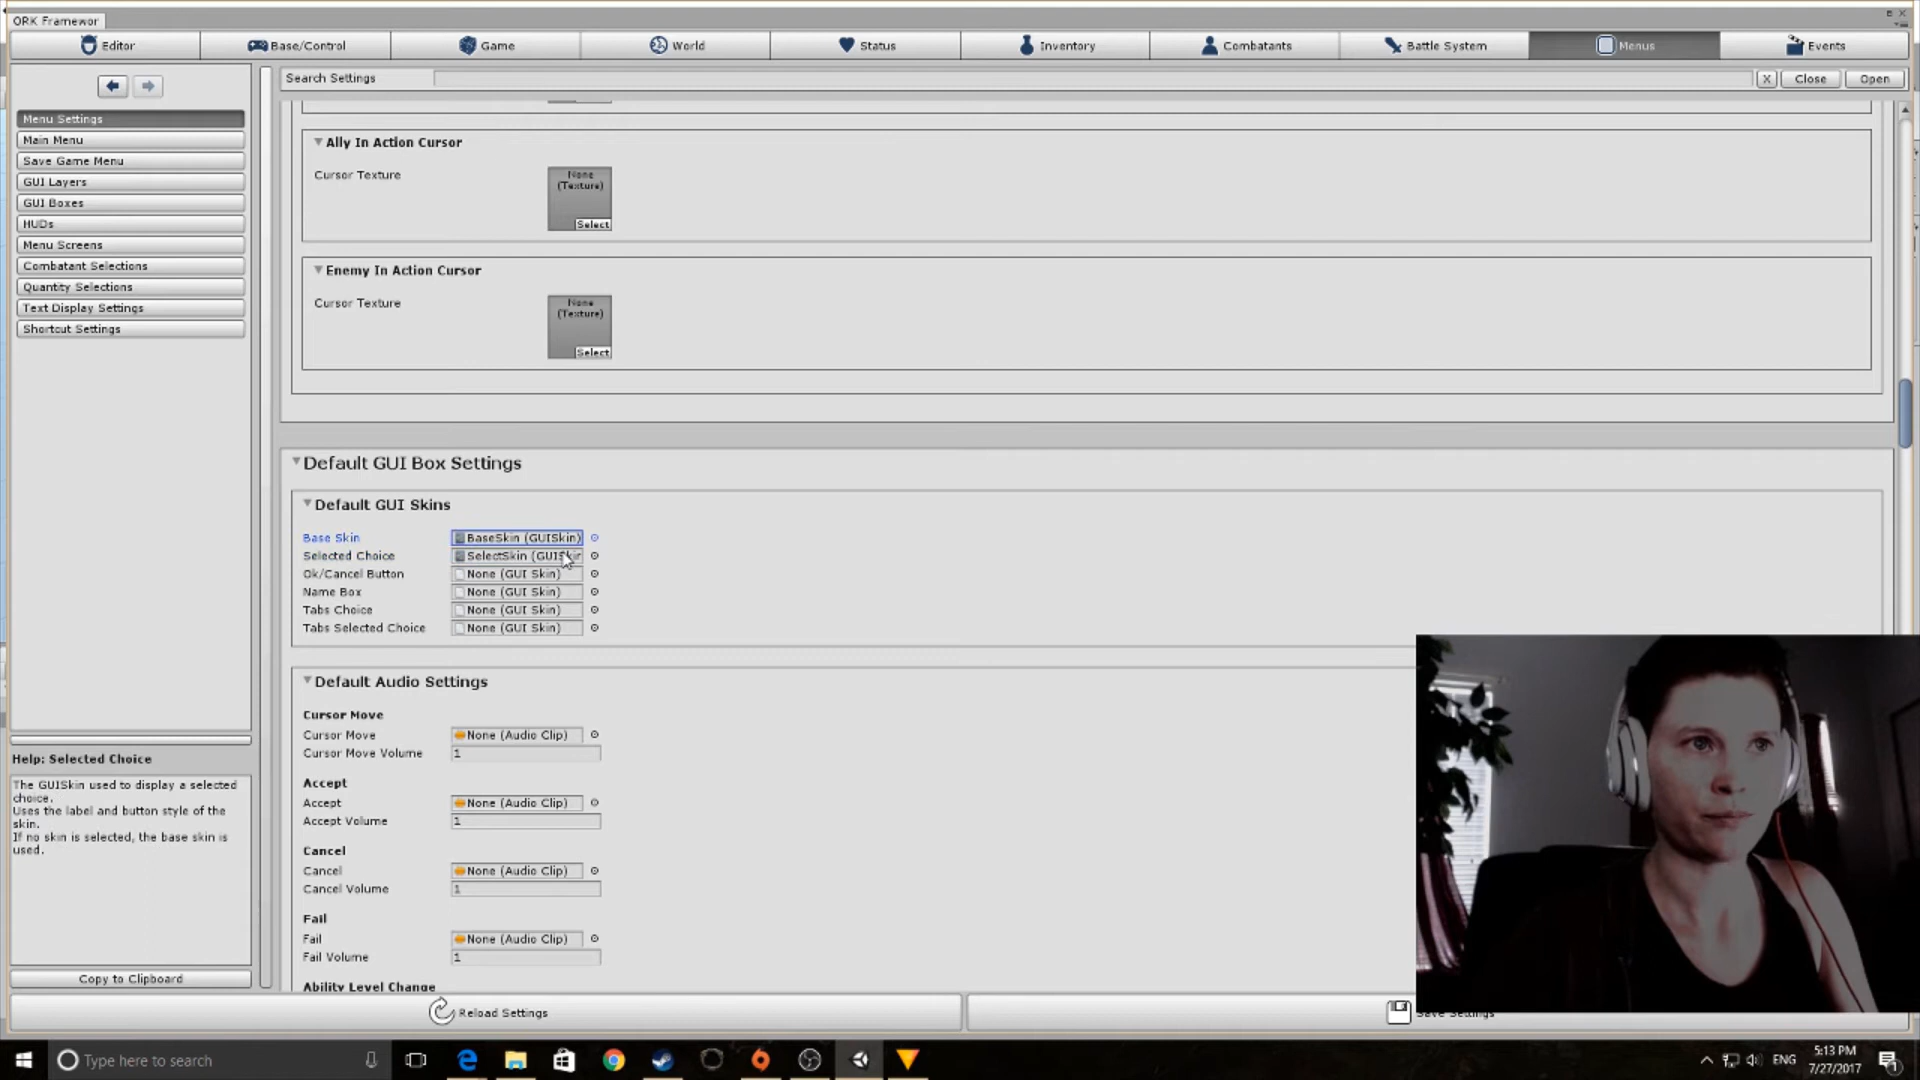 ORK Framewor
Editor
Base/Control
Game
World
Status
Inventory
Combatants
Battle System
Menus
Events
Search Settings
X
Close
Open
Menu Settings
Main Menu
Save Game Menu
GUI Layers
GUI Boxes
HUDs
Menu Screens
Combatant Selections
Quantity Selections
Text Display Settings
Shortcut Settings
Ally In Action Cursor
Cursor Texture
None
(Texture)
Select
Enemy In Action Cursor
Cursor Texture
None
(Texture)
Select
Default GUI Box Settings
Default GUI Skins
Base Skin BaseSkin (GUISkin)
Selected Choice SelectSkin (GUISkir
Ok/Cancel Button None (GUI Skin)
Name Box None (GUI Skin)
Tabs Choice None (GUI Skin)
Tabs Selected Choice None (GUI Skin)
Default Audio Settings
Cursor Move
Cursor Move None (Audio Clip)
Cursor Move Volume 1
Accept
Accept None (Audio Clip)
Accept Volume 1
Cancel
Cancel None (Audio Clip)
Cancel Volume 1
Fail
Fail None (Audio Clip)
Fail Volume 1
Ability Level Change
Help: Selected Choice
The GUISkin used to display a selected
choice.
Uses the label and button style of the
skin.
If no skin is selected, the base skin is
used.
Copy to Clipboard
Reload Settings
Save Settings
Type here to search
ENG
5:13 PM
7/27/2017
1